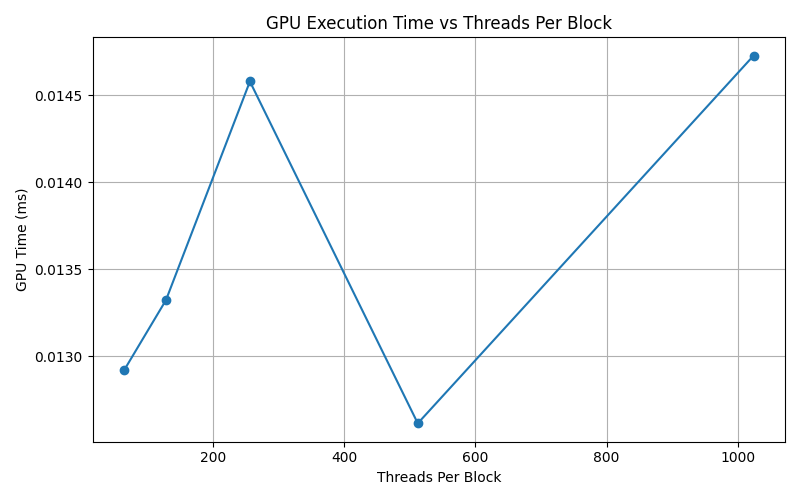 GPU Execution Time vs Threads Per Block
0.0145
0.0140
0.0135
0.0130
GPU Time (ms)
200 400 600 800 1000
Threads Per Block